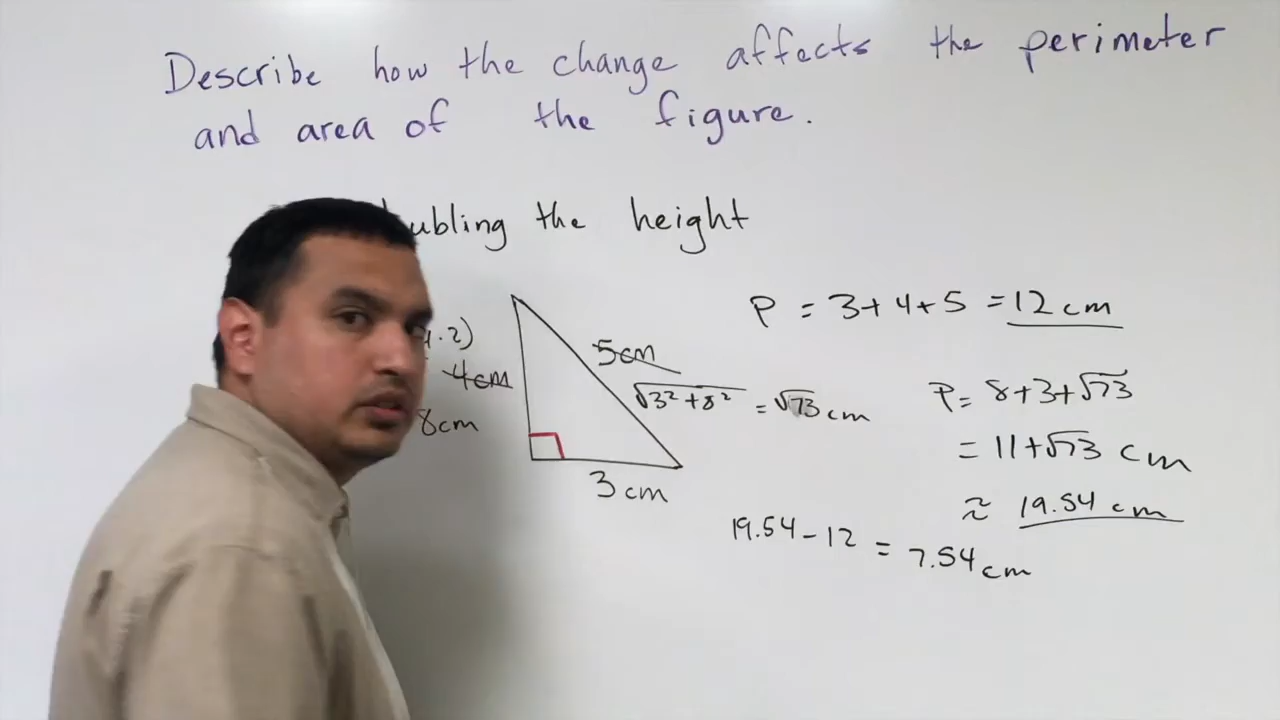 Describe how the change affects the perimeter
and area of the figure.
ubling the height
P = 3+4+5 = 12 cm
.2)
5cm
4cm
√3²+8² = √73 cm
8cm
3 cm
P = 8+3+√73
= 11+√73 cm
≈ 19.54 cm
19.54 - 12 = 7.54 cm